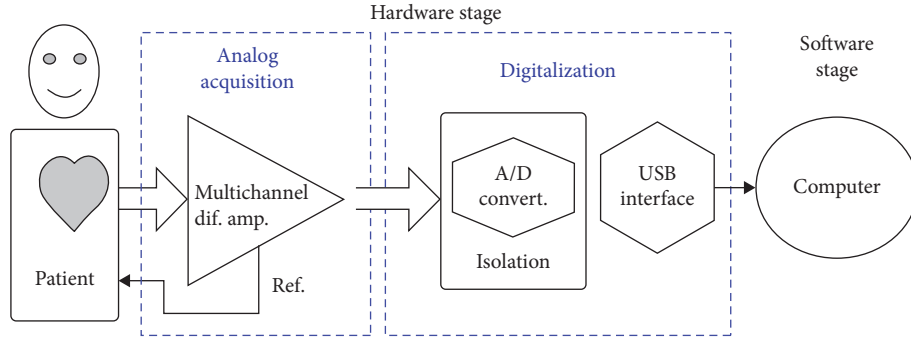 Hardware stage
Analog
acquisition
Digitalization
Software
stage
Multichannel
dif. amp.
A/D
convert.
USB
interface
Computer
Isolation
Patient
Ref.